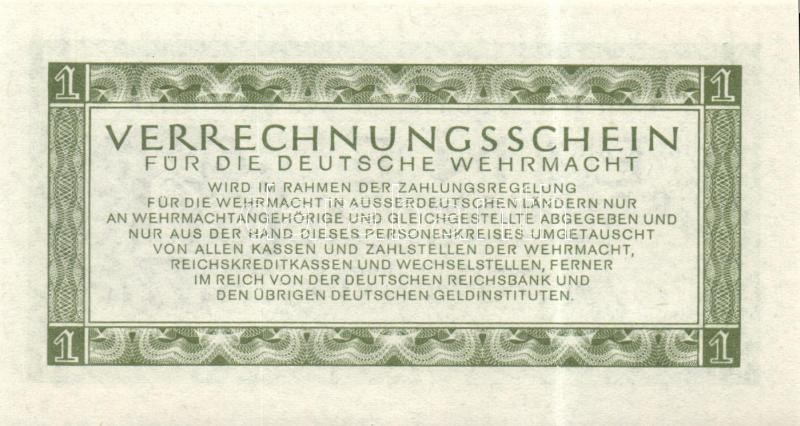 1 1
VERRECHNUNGSSCHEIN
FÜR DIE DEUTSCHE WEHRMACHT
WIRD IM RAHMEN DER ZAHLUNGSREGELUNG
FÜR DIE WEHRMACHT IN AUSSERDEUTSCHEN LÄNDERN NUR
AN WEHRMACHTANGEHÖRIGE UND GLEICHGESTELLTE ABGEGEBEN UND
NUR AUS DER HAND DIESES PERSONENKREISES UMGETAUSCHT
VON ALLEN KASSEN UND ZAHLSTELLEN DER WEHRMACHT,
REICHSKREDITKASSEN UND WECHSELSTELLEN, FERNER
IM REICH VON DER DEUTSCHEN REICHSBANK UND
DEN ÜBRIGEN DEUTSCHEN GELDINSTITUTEN.
1 1